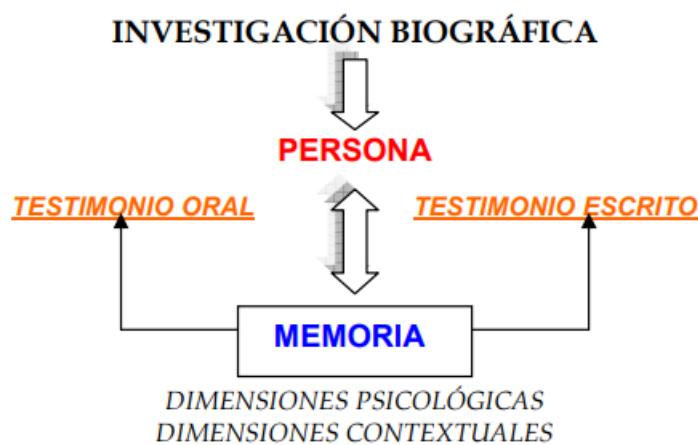 INVESTIGACIÓN BIOGRÁFICA
PERSONA
TESTIMONIO ORAL
TESTIMONIO ESCRITO
MEMORIA
DIMENSIONES PSICOLÓGICAS
DIMENSIONES CONTEXTUALES